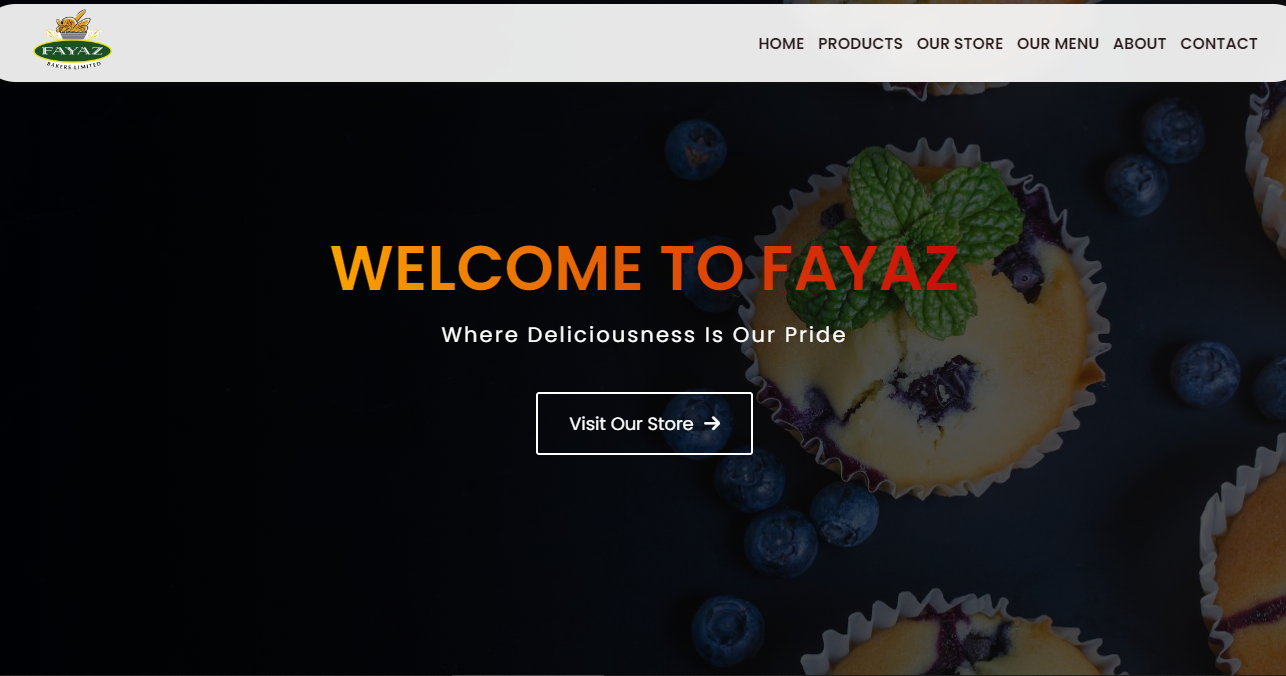 FAYAZ
BAKERS LIMITED
HOME PRODUCTS OUR STORE OUR MENU ABOUT CONTACT
WELCOME TO FAYAZ
Where Deliciousness Is Our Pride
Visit Our Store →